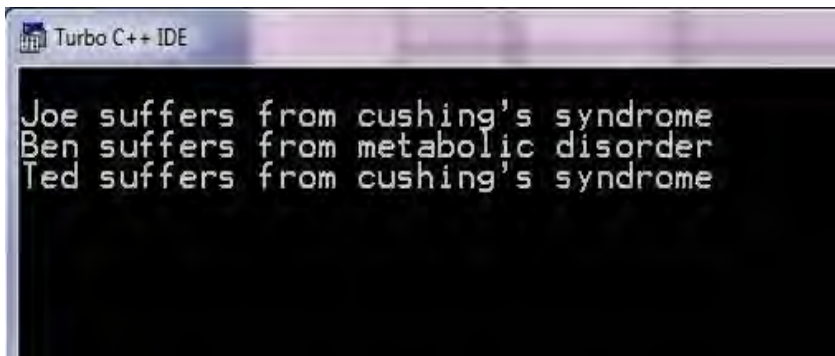 Turbo C++ IDE
Joe suffers from cushing's syndrome
Ben suffers from metabolic disorder
Ted suffers from cushing's syndrome